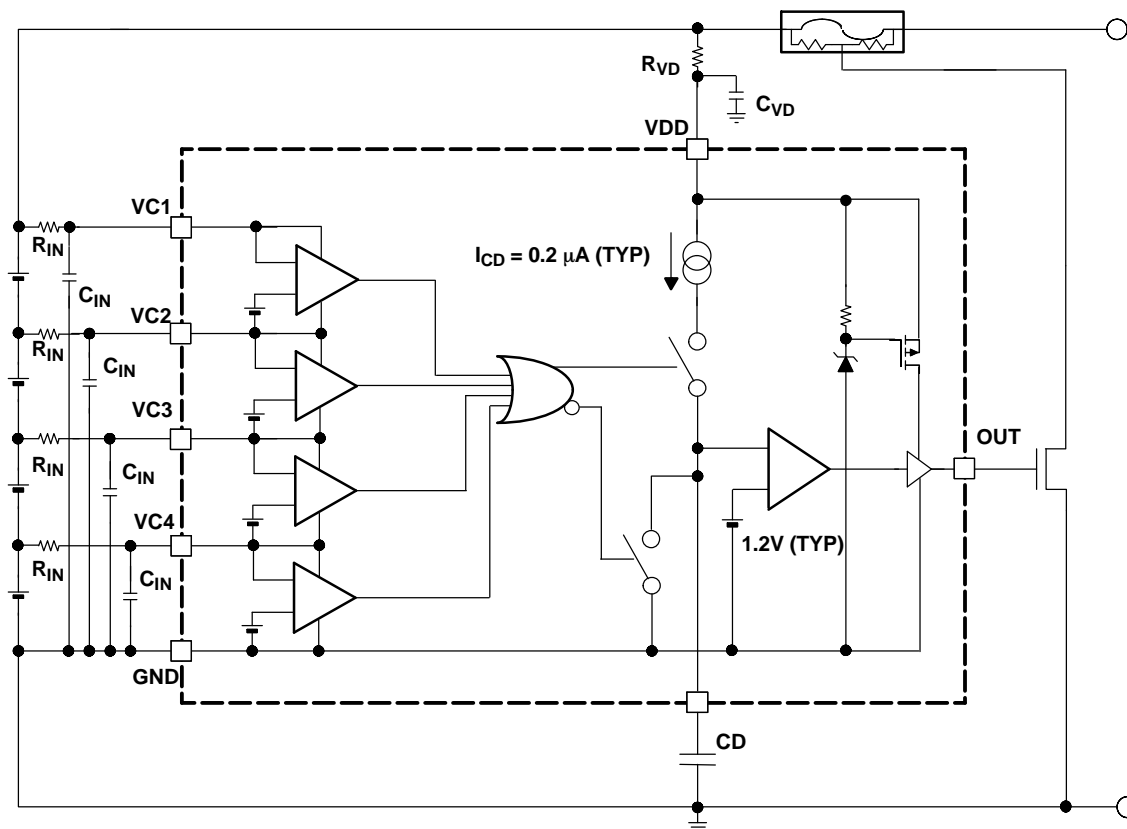 RVD
CVD
VDD
VC1
RIN
CIN
ICD = 0.2 μA (TYP)
VC2
RIN
CIN
VC3
RIN
CIN
OUT
VC4
RIN
CIN
1.2V (TYP)
GND
CD